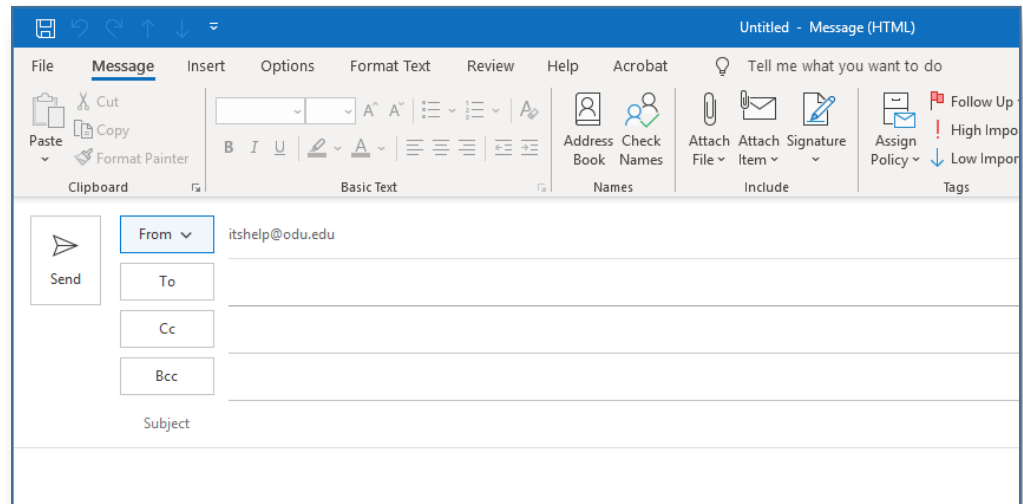 Untitled - Message (HTML)
File Message Insert Options Format Text Review Help Acrobat Tell me what you want to do
Cut
Copy
Format Painter
Paste
Clipboard
B I U A A A A
Basic Text
Address Book
Check Names
Names
Attach File
Attach Item
Signature
Include
Assign Policy
Follow Up
High Impo
Low Impor
Tags
Send
From itshelp@odu.edu
To
Cc
Bcc
Subject